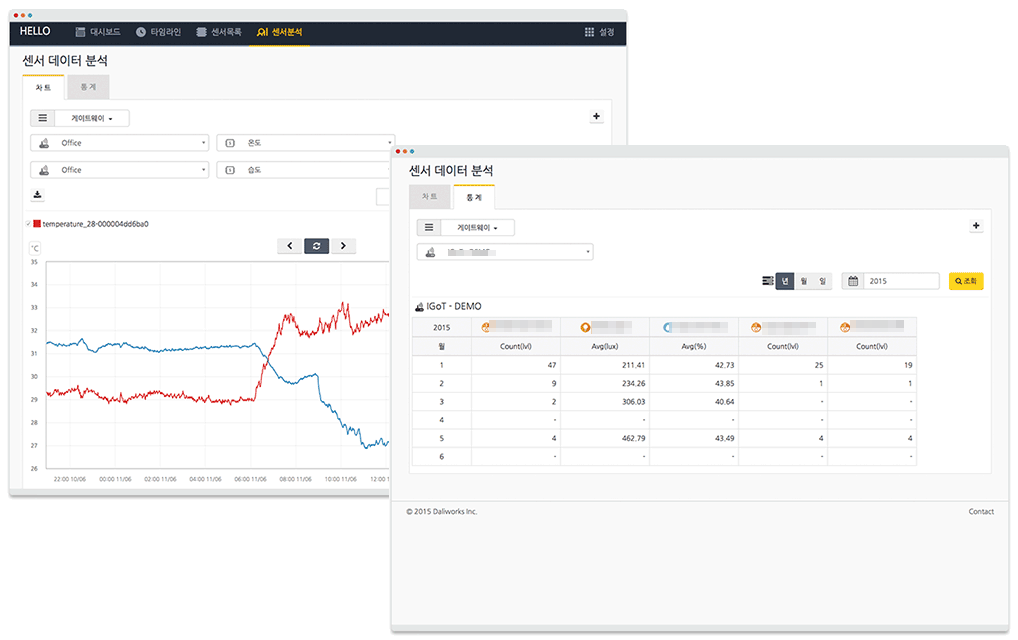 HELLO 대시보드 타임라인 센서목록 센서분석 설정
센서 데이터 분석
차 트 통 계
게이트웨이
Office 온도
Office 습도
temperature_28-000004dd6ba0
℃
35
34
33
32
31
30
29
28
27
26
22:00 10/06 00:00 11/06 02:00 11/06 04:00 11/06 06:00 11/06 08:00 11/06 10:00 11/06 12:00 1
센서 데이터 분석
차 트 통 계
게이트웨이
년 월 일 2015 조회
IGoT - DEMO
2015
월 Count(lvl) Avg(lux) Avg(%) Count(lvl) Count(lvl)
1 47 211.41 42.73 25 19
2 9 234.26 43.85 1 1
3 2 306.03 40.64 - -
4 - - - - -
5 4 462.79 43.49 4 4
6 - - - - -
© 2015 Daliworks Inc. Contact